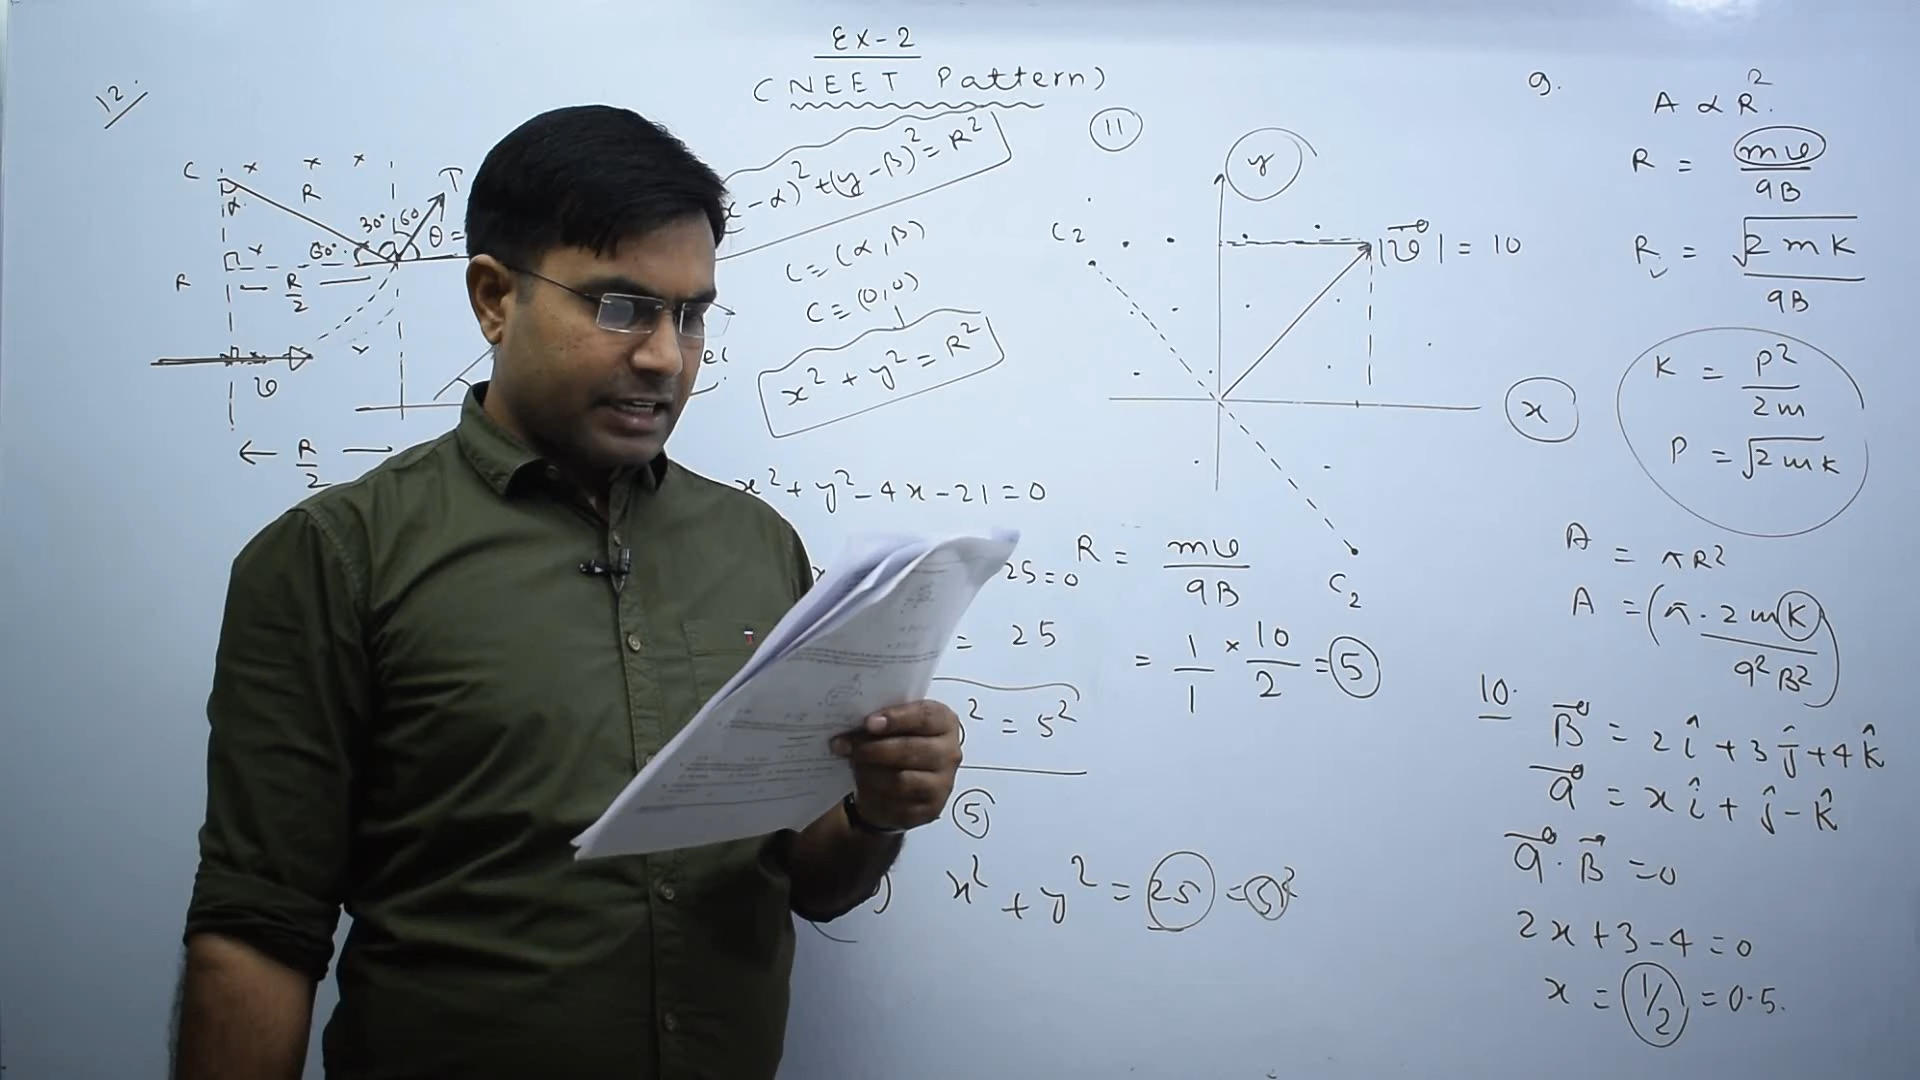 Ex-2
(NEET Pattern)
12.
C x x x
R
α
30° 60
T
60°
θ =
x
R
R/2
v
R/2
x - α)² + (y - β)² = R²
C = (α, β)
C = (0, 0)
x² + y² = R²
x² + y² - 4x - 21 = 0
25 = 0
= 25
)² = 5²
5
x² + y² = 25 = 5²
11
y
C₂
|v⃗| = 10
x
C₂
R = mv/qB
= 1/1 × 10/2 = 5
9.
A α R².
R = mv/qB
R = √2mK/qB
K = P²/2m
P = √2mK
A = πR²
A = (π · 2mK/q²B²)
10.
B⃗ = 2î + 3ĵ + 4k̂
a⃗ = xî + ĵ - k̂
a⃗ · B⃗ = 0
2x + 3 - 4 = 0
x = 1/2 = 0.5.